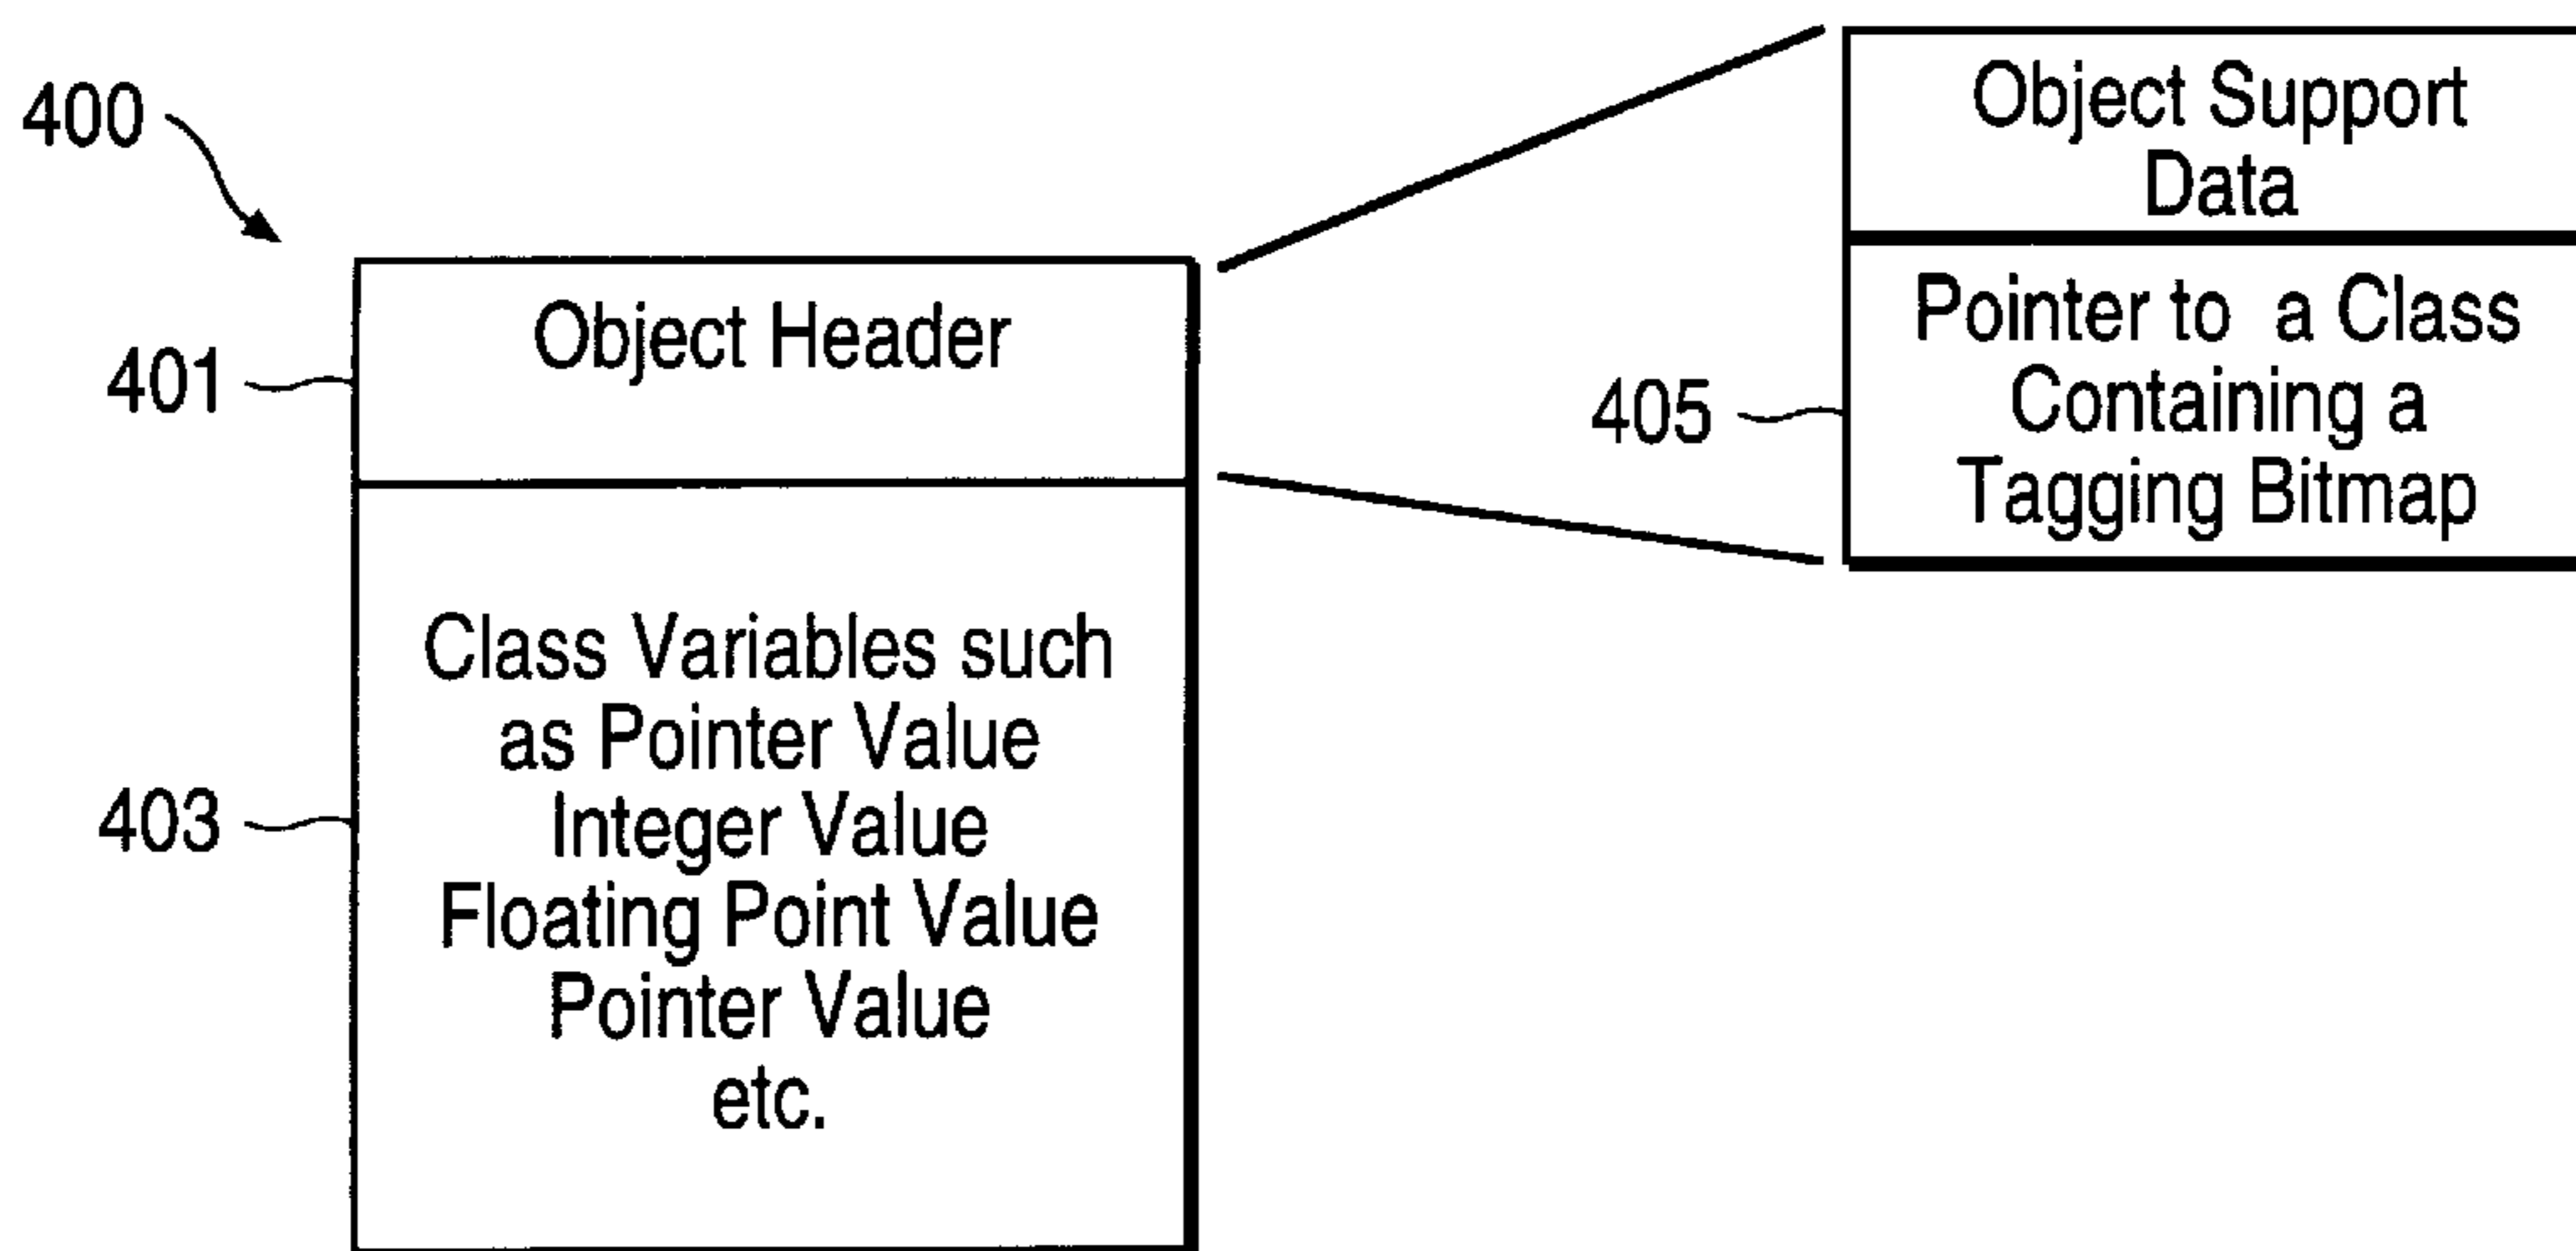 400
401
Object Header
403
Class Variables such
as Pointer Value
Integer Value
Floating Point Value
Pointer Value
etc.
Object Support
Data
405
Pointer to a Class
Containing a
Tagging Bitmap